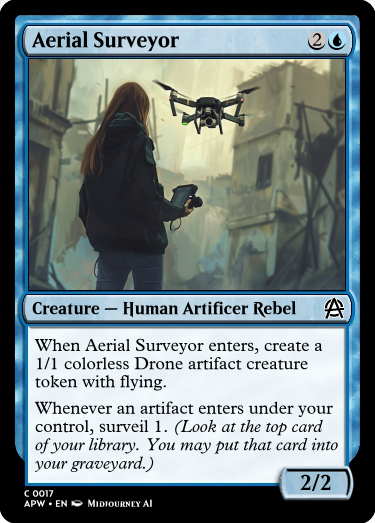 Aerial Surveyor 2
Creature — Human Artificer Rebel
When Aerial Surveyor enters, create a
1/1 colorless Drone artifact creature
token with flying.
Whenever an artifact enters under your
control, surveil 1. (Look at the top card
of your library. You may put that card into
your graveyard.)
2/2
C 0017
APW • EN Midjourney AI